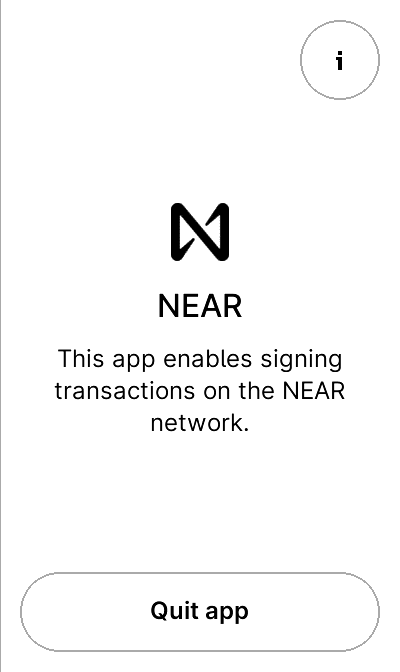 i
NEAR
This app enables signing
transactions on the NEAR
network.
Quit app